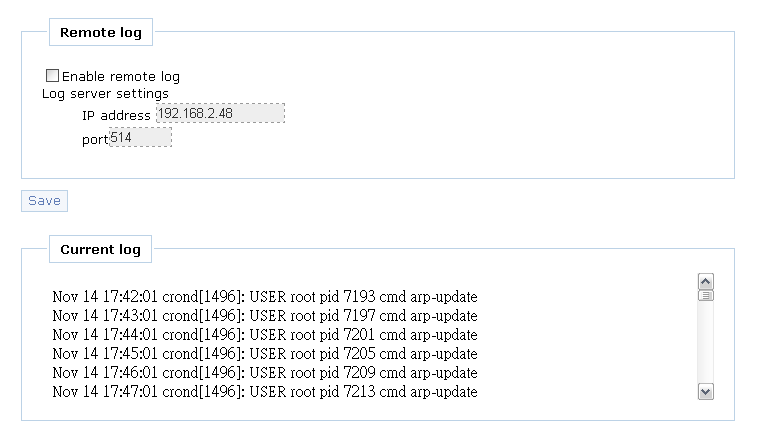 Remote log
Enable remote log
Log server settings
IP address 192.168.2.48
port 514
Save
Current log
Nov 14 17:42:01 crond[1496]: USER root pid 7193 cmd arp-update
Nov 14 17:43:01 crond[1496]: USER root pid 7197 cmd arp-update
Nov 14 17:44:01 crond[1496]: USER root pid 7201 cmd arp-update
Nov 14 17:45:01 crond[1496]: USER root pid 7205 cmd arp-update
Nov 14 17:46:01 crond[1496]: USER root pid 7209 cmd arp-update
Nov 14 17:47:01 crond[1496]: USER root pid 7213 cmd arp-update